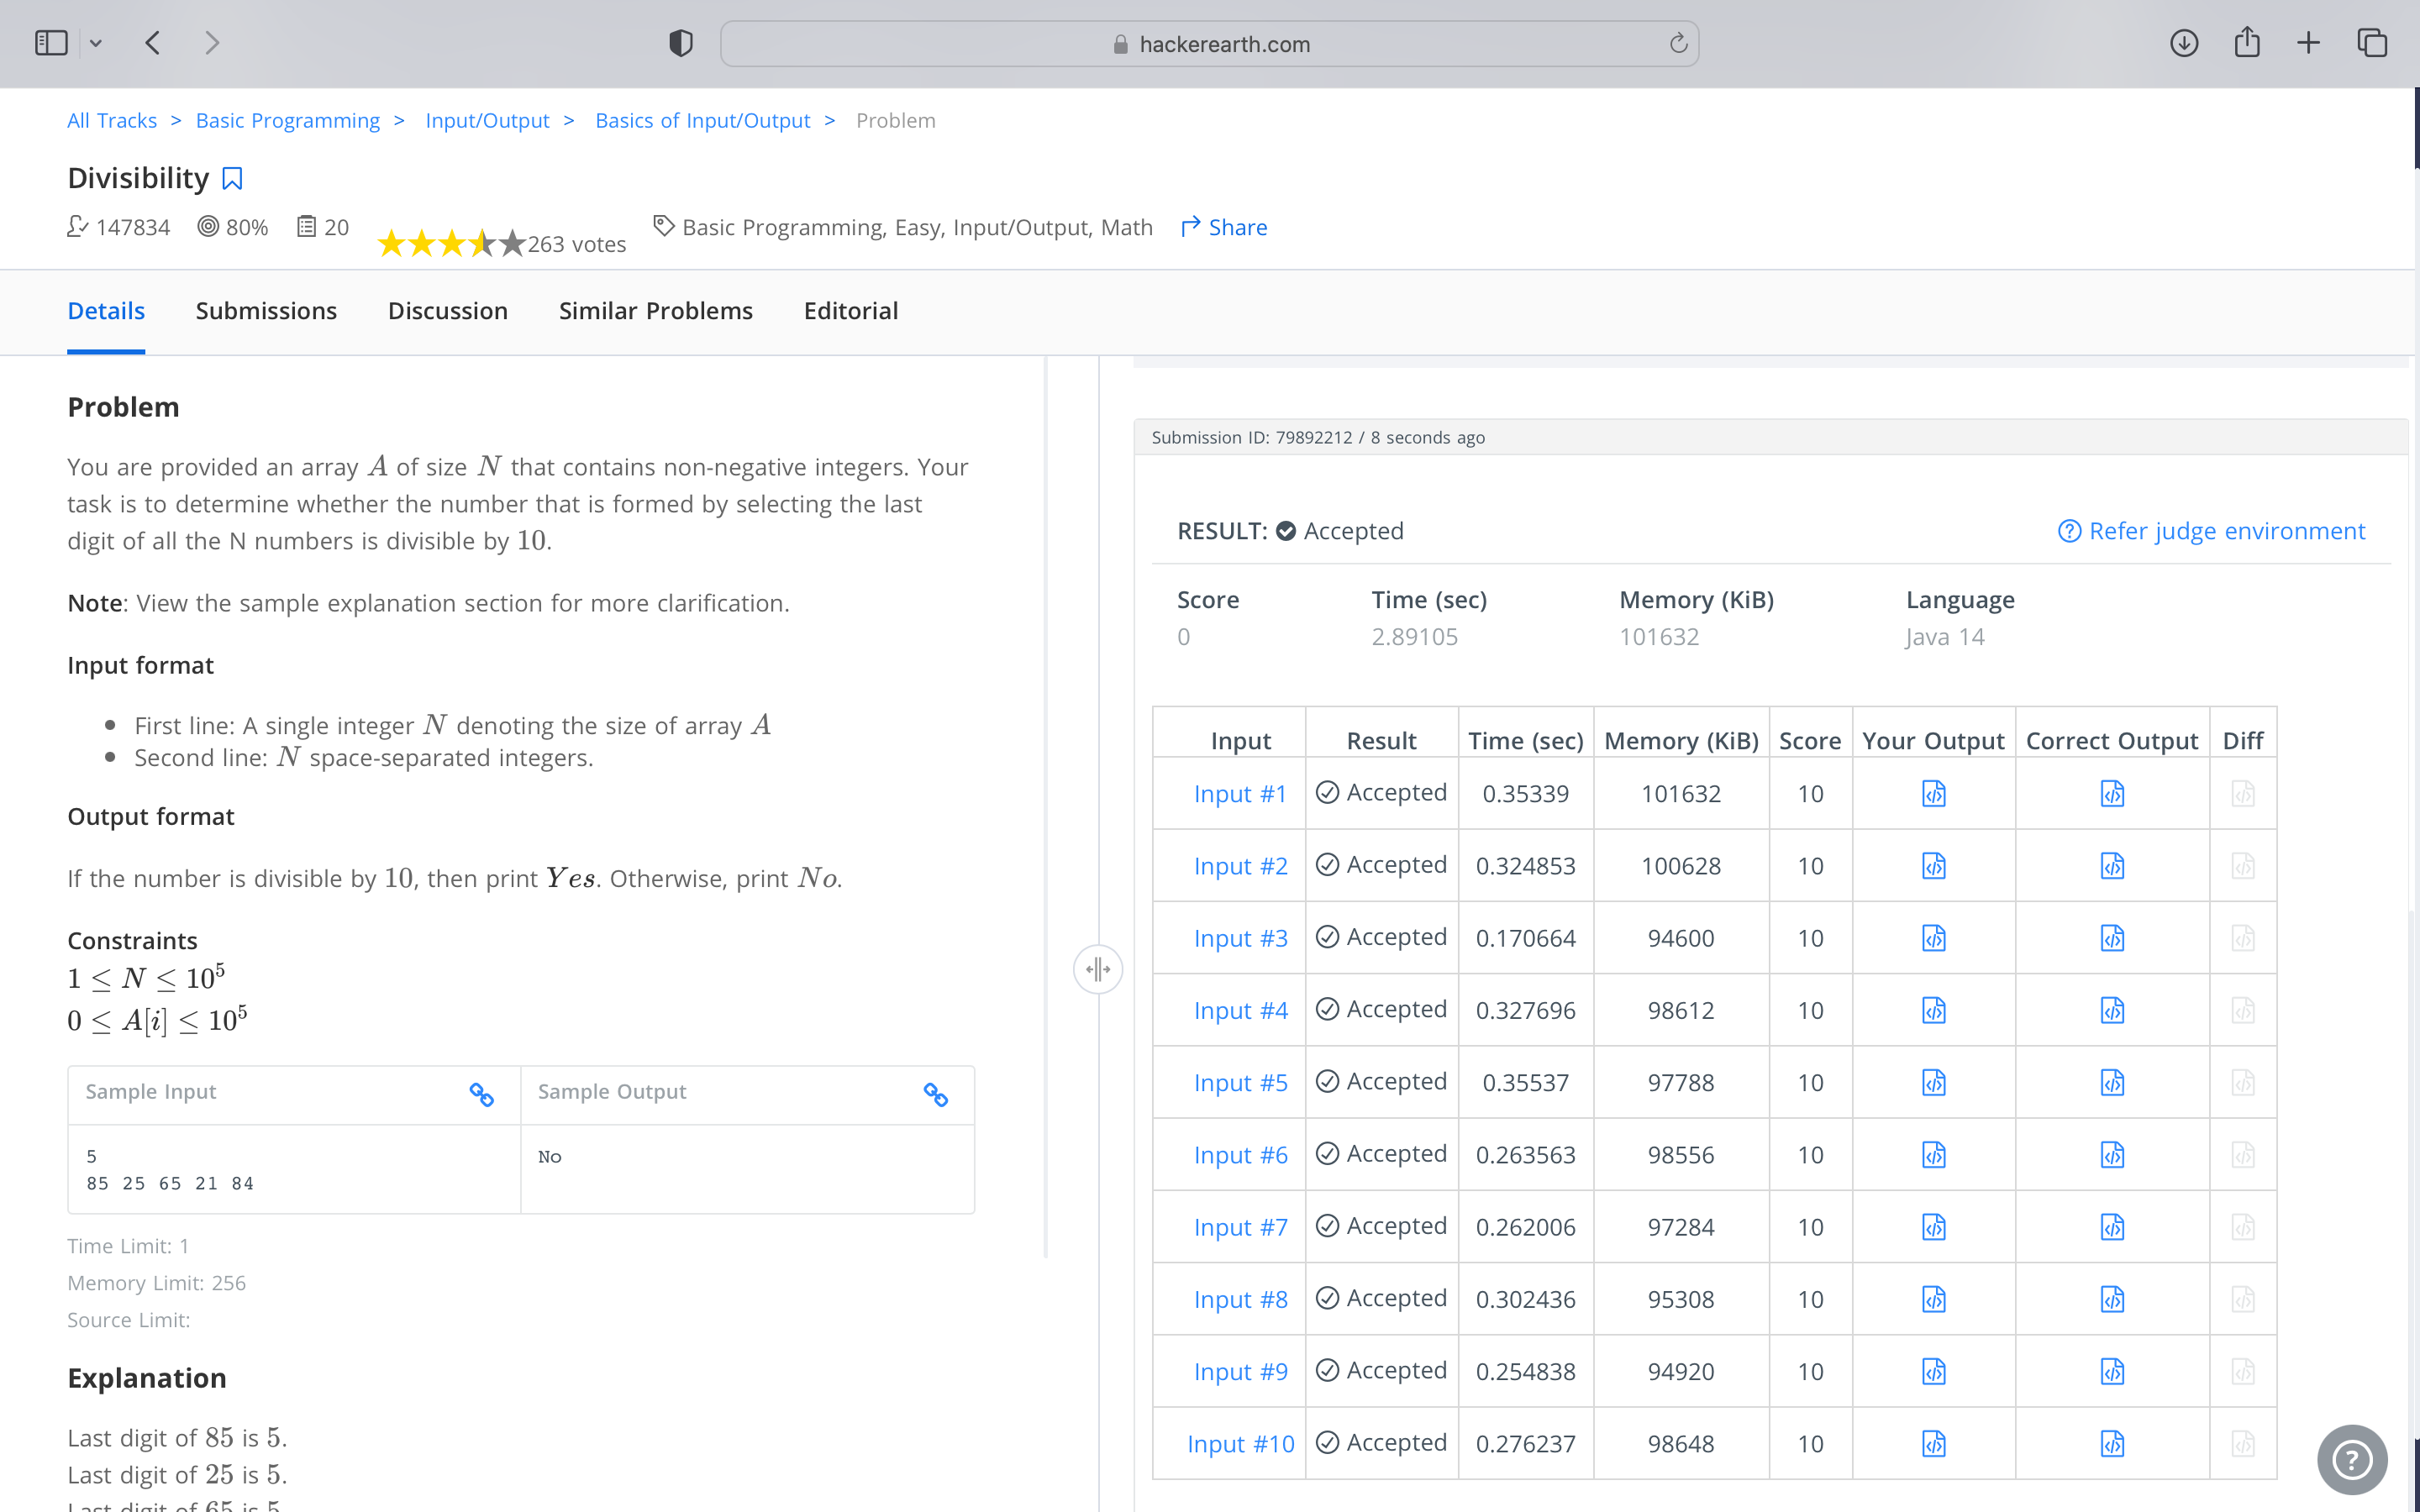 hackerearth.com
All Tracks > Basic Programming > Input/Output > Basics of Input/Output > Problem
Divisibility
147834 80% 20 263 votes Basic Programming, Easy, Input/Output, Math Share
Details Submissions Discussion Similar Problems Editorial
Problem
You are provided an array A of size N that contains non-negative integers. Your
task is to determine whether the number that is formed by selecting the last
digit of all the N numbers is divisible by 10.
Note: View the sample explanation section for more clarification.
Input format
• First line: A single integer N denoting the size of array A
• Second line: N space-separated integers.
Output format
If the number is divisible by 10, then print Yes. Otherwise, print No.
Constraints
1 ≤ N ≤ 10⁵
0 ≤ A[i] ≤ 10⁵
Sample Input Sample Output
5 No
85 25 65 21 84
Time Limit: 1
Memory Limit: 256
Source Limit:
Explanation
Last digit of 85 is 5.
Last digit of 25 is 5.
Last digit of 65 is 5
Submission ID: 79892212 / 8 seconds ago
RESULT: Accepted Refer judge environment
Score Time (sec) Memory (KiB) Language
0 2.89105 101632 Java 14
Input Result Time (sec) Memory (KiB) Score Your Output Correct Output Diff
Input #1 Accepted 0.35339 101632 10
Input #2 Accepted 0.324853 100628 10
Input #3 Accepted 0.170664 94600 10
Input #4 Accepted 0.327696 98612 10
Input #5 Accepted 0.35537 97788 10
Input #6 Accepted 0.263563 98556 10
Input #7 Accepted 0.262006 97284 10
Input #8 Accepted 0.302436 95308 10
Input #9 Accepted 0.254838 94920 10
Input #10 Accepted 0.276237 98648 10
?